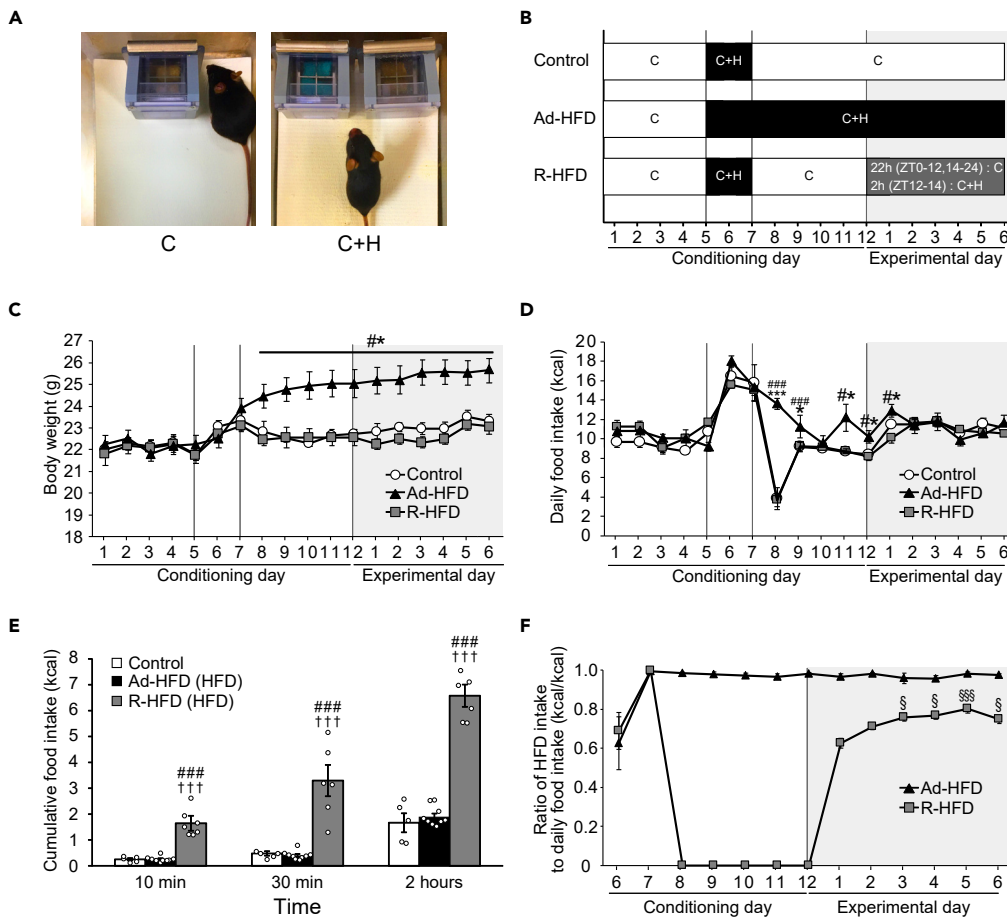 A
C
C+H
B
Control
C
C+H
C
Ad-HFD
C
C+H
R-HFD
C
C+H
C
22h (ZT0-12,14-24) : C
2h (ZT12-14) : C+H
1 2 3 4 5 6 7 8 9 10 11 12 1 2 3 4 5 6
Conditioning day
Experimental day
C
Body weight (g)
27
26
25
24
23
22
21
20
19
18
#*
Control
Ad-HFD
R-HFD
1 2 3 4 5 6 7 8 9 10 11 12 1 2 3 4 5 6
Conditioning day
Experimental day
D
Daily food intake (kcal)
20
18
16
14
12
10
8
6
4
2
0
###
***
###
*
#*
#*
#*
Control
Ad-HFD
R-HFD
1 2 3 4 5 6 7 8 9 10 11 12 1 2 3 4 5 6
Conditioning day
Experimental day
E
Cumulative food intake (kcal)
8
7
6
5
4
3
2
1
0
Control
Ad-HFD (HFD)
R-HFD (HFD)
###
†††
###
†††
###
†††
10 min
30 min
2 hours
Time
F
Ratio of HFD intake
to daily food intake (kcal/kcal)
1.0
0.8
0.6
0.4
0.2
0
§
§
§§§
§
Ad-HFD
R-HFD
6 7 8 9 10 11 12 1 2 3 4 5 6
Conditioning day
Experimental day